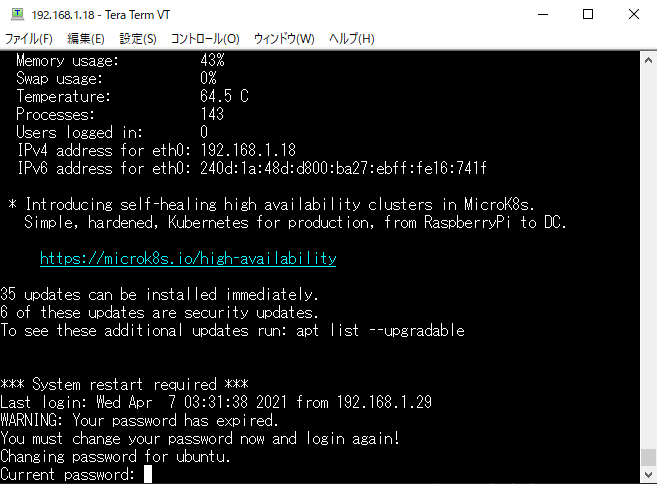 192.168.1.18 - Tera Term VT
ファイル(F) 編集(E) 設定(S) コントロール(O) ウィンドウ(W) ヘルプ(H)
Memory usage: 43%
Swap usage: 0%
Temperature: 64.5 C
Processes: 143
Users logged in: 0
IPv4 address for eth0: 192.168.1.18
IPv6 address for eth0: 240d:1a:48d:d800:ba27:ebff:fe16:741f
* Introducing self-healing high availability clusters in MicroK8s.
Simple, hardened, Kubernetes for production, from RaspberryPi to DC.
https://microk8s.io/high-availability
35 updates can be installed immediately.
6 of these updates are security updates.
To see these additional updates run: apt list --upgradable
*** System restart required ***
Last login: Wed Apr  7 03:31:38 2021 from 192.168.1.29
WARNING: Your password has expired.
You must change your password now and login again!
Changing password for ubuntu.
Current password: